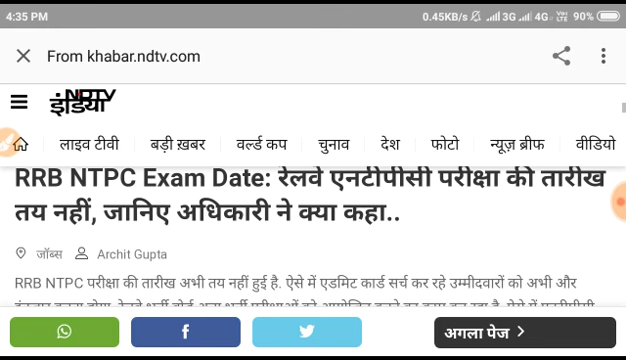 4:35 PM 0.45KB/s 3G 4G VoLTE 90%
From khabar.ndtv.com
NDTV
इंडिया
लाइव टीवी बड़ी ख़बर वर्ल्ड कप चुनाव देश फोटो न्यूज़ ब्रीफ वीडियो
RRB NTPC Exam Date: रेलवे एनटीपीसी परीक्षा की तारीख
तय नहीं, जानिए अधिकारी ने क्या कहा..
जॉब्स Archit Gupta
RRB NTPC परीक्षा की तारीख अभी तय नहीं हुई है. ऐसे में एडमिट कार्ड सर्च कर रहे उम्मीदवारों को अभी और
अगला पेज